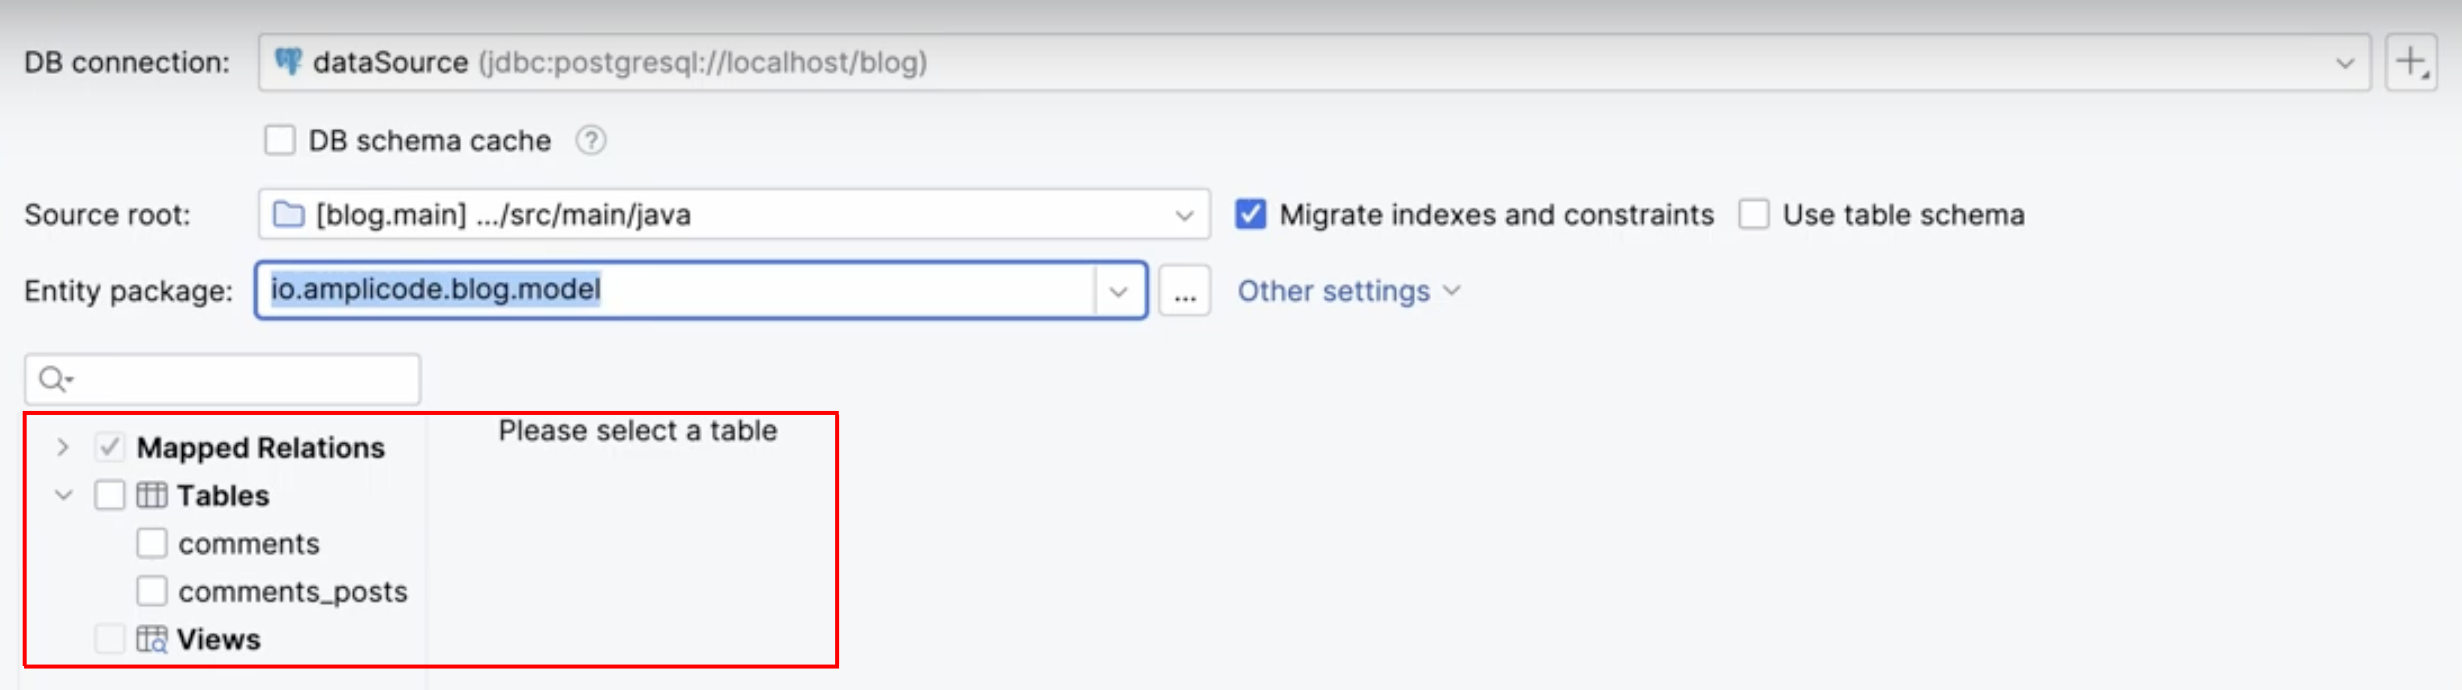 DB connection: dataSource (jdbc:postgresql://localhost/blog)
DB schema cache ?
Source root: [blog.main] .../src/main/java Migrate indexes and constraints Use table schema
Entity package: io.amplicode.blog.model ... Other settings
Please select a table
Mapped Relations
Tables
comments
comments_posts
Views